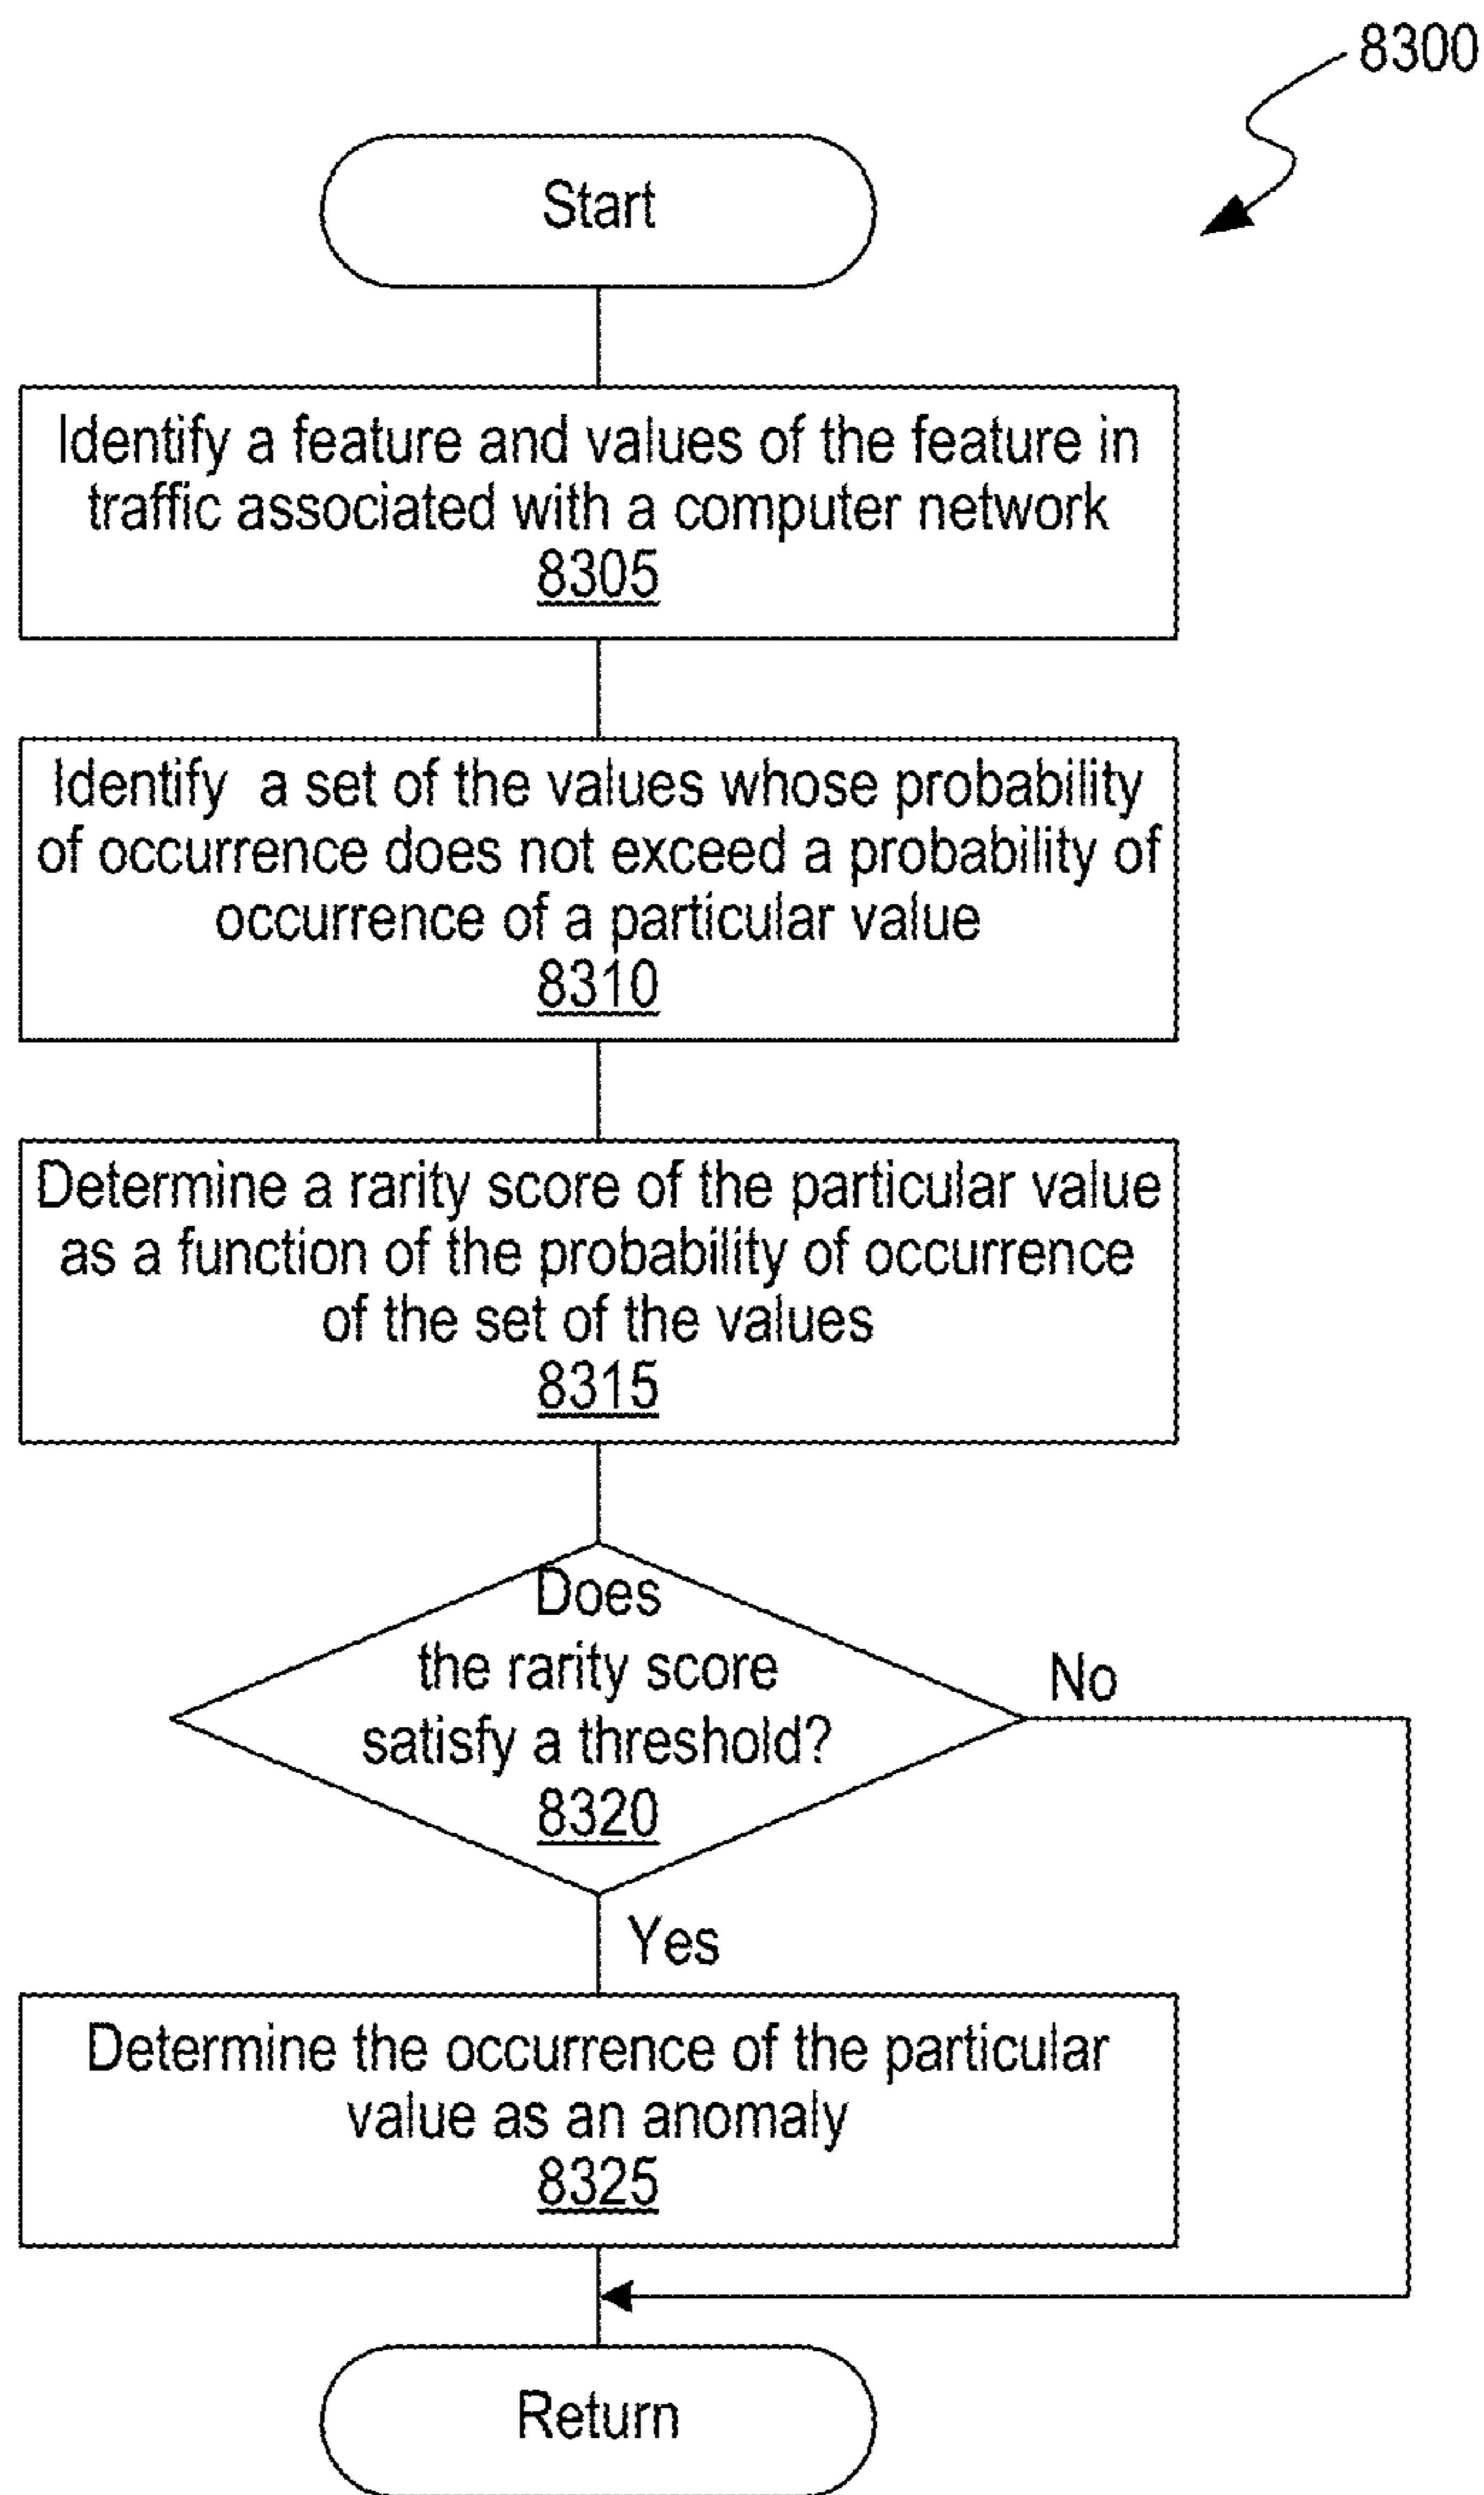 8300
Start
Identify a feature and values of the feature in
traffic associated with a computer network
8305
Identify a set of the values whose probability
of occurrence does not exceed a probability of
occurrence of a particular value
8310
Determine a rarity score of the particular value
as a function of the probability of occurrence
of the set of the values
8315
Does
the rarity score
satisfy a threshold?
8320
No
Yes
Determine the occurrence of the particular
value as an anomaly
8325
Return